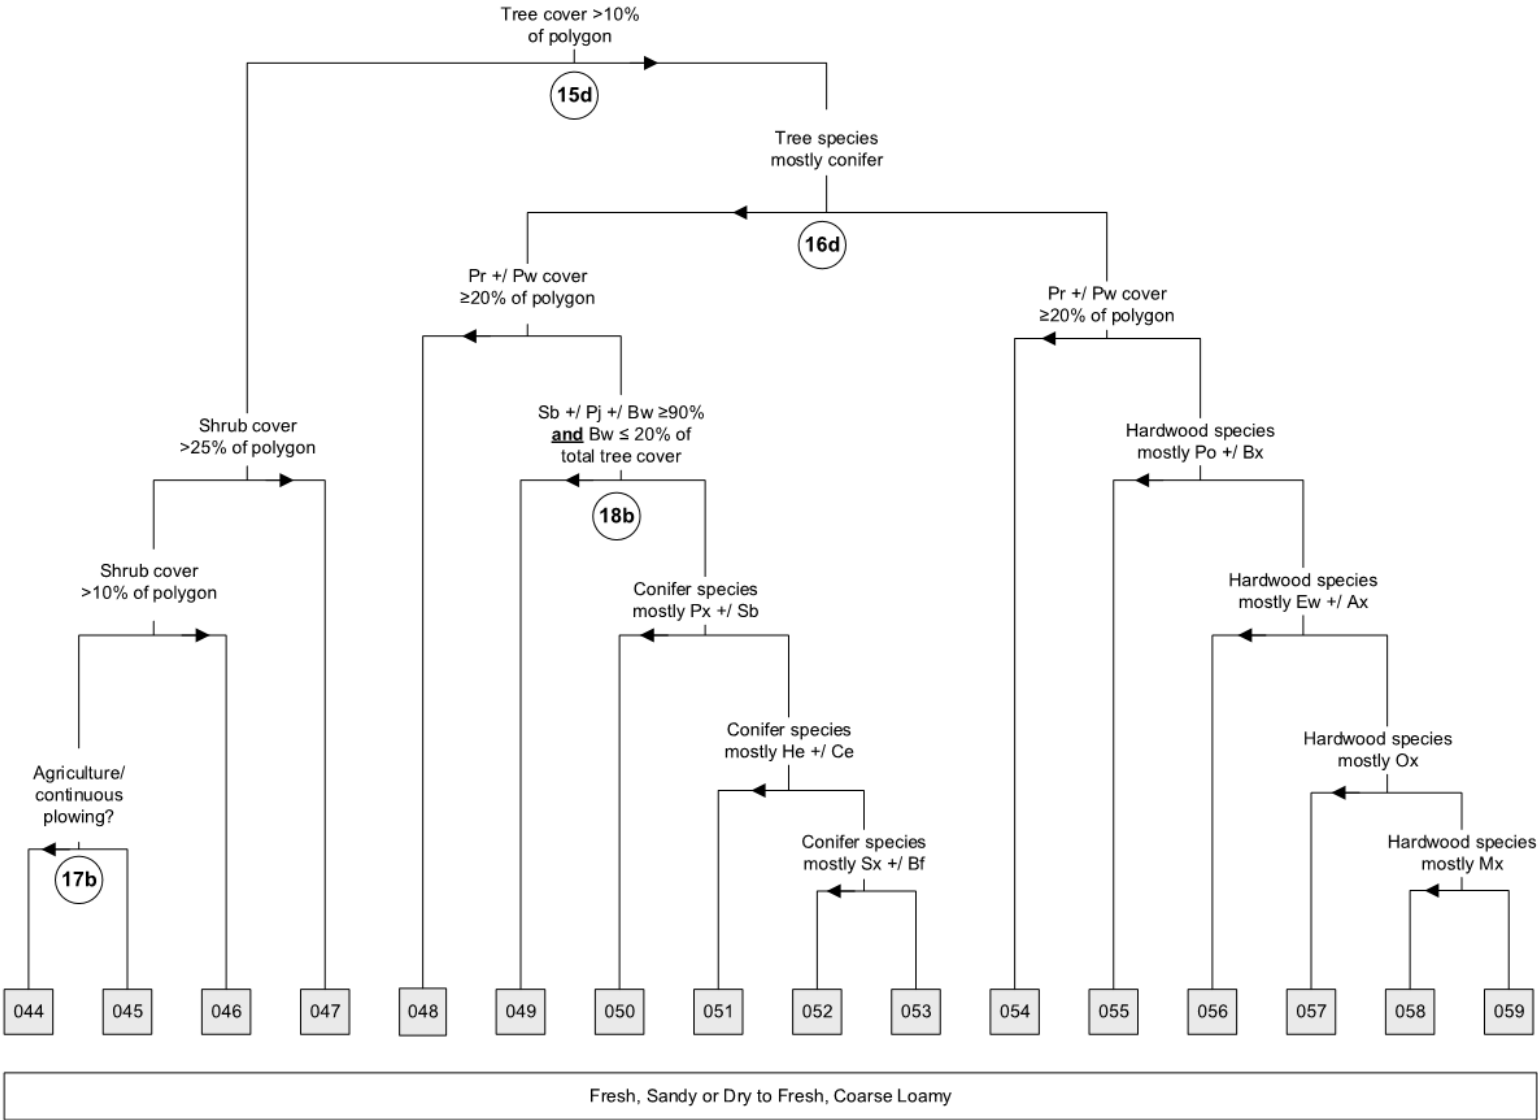 Tree cover >10%
of polygon
15d
Tree species
mostly conifer
16d
Pr +/ Pw cover
≥20% of polygon
Pr +/ Pw cover
≥20% of polygon
Sb +/ Pj +/ Bw ≥90%
and Bw ≤ 20% of
total tree cover
18b
Shrub cover
>25% of polygon
Hardwood species
mostly Po +/ Bx
Shrub cover
>10% of polygon
Conifer species
mostly Px +/ Sb
Hardwood species
mostly Ew +/ Ax
Conifer species
mostly He +/ Ce
Hardwood species
mostly Ox
Agriculture/
continuous
plowing?
17b
Conifer species
mostly Sx +/ Bf
Hardwood species
mostly Mx
044 045 046 047 048 049 050 051 052 053 054 055 056 057 058 059
Fresh, Sandy or Dry to Fresh, Coarse Loamy